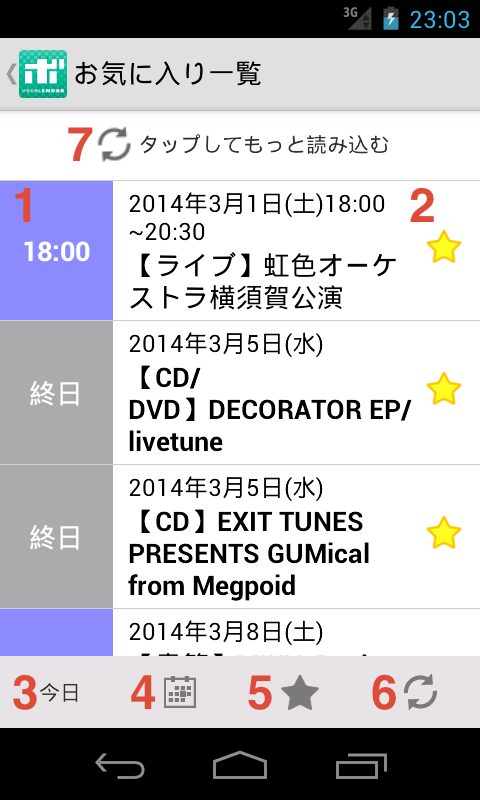 3G 23:03
ボ VOCALENDAR お気に入り一覧
7 タップしてもっと読み込む
1 2014年3月1日(土)18:00 2
18:00 ~20:30
【ライブ】虹色オーケ
ストラ横須賀公演
2014年3月5日(水)
終日 【CD/
DVD】DECORATOR EP/
livetune
2014年3月5日(水)
終日 【CD】EXIT TUNES
PRESENTS GUMical
from Megpoid
2014年3月8日(土)
3 今日 4 5 6